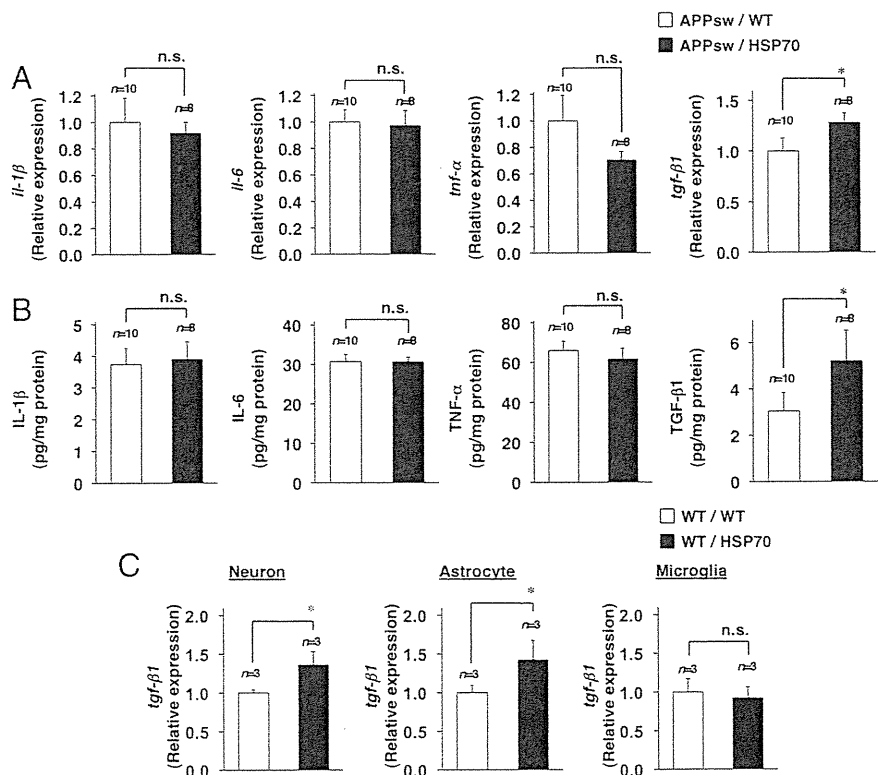 APPsw / WT
APPsw / HSP70
A
il-1β
(Relative expression)
1.2
1.0
0.8
0.6
0.4
0.2
0.0
n=10
n=8
n.s.
il-6
(Relative expression)
1.2
1.0
0.8
0.6
0.4
0.2
0.0
n=10
n=8
n.s.
tnf-α
(Relative expression)
1.2
1.0
0.8
0.6
0.4
0.2
0.0
n=10
n=8
n.s.
tgf-β1
(Relative expression)
1.5
1.0
0.5
0.0
n=10
n=8
*
B
IL-1β
(pg/mg protein)
5
4
3
2
1
0
n=10
n=8
n.s.
IL-6
(pg/mg protein)
40
30
20
10
0
n=10
n=8
n.s.
TNF-α
(pg/mg protein)
80
60
40
20
0
n=10
n=8
n.s.
TGF-β1
(pg/mg protein)
6
4
2
0
n=10
n=8
*
WT / WT
WT / HSP70
C
Neuron
tgf-β1
(Relative expression)
2.0
1.5
1.0
0.5
0.0
n=3
n=3
*
Astrocyte
tgf-β1
(Relative expression)
2.0
1.5
1.0
0.5
0.0
n=3
n=3
*
Microglia
tgf-β1
(Relative expression)
2.0
1.5
1.0
0.5
0.0
n=3
n=3
n.s.